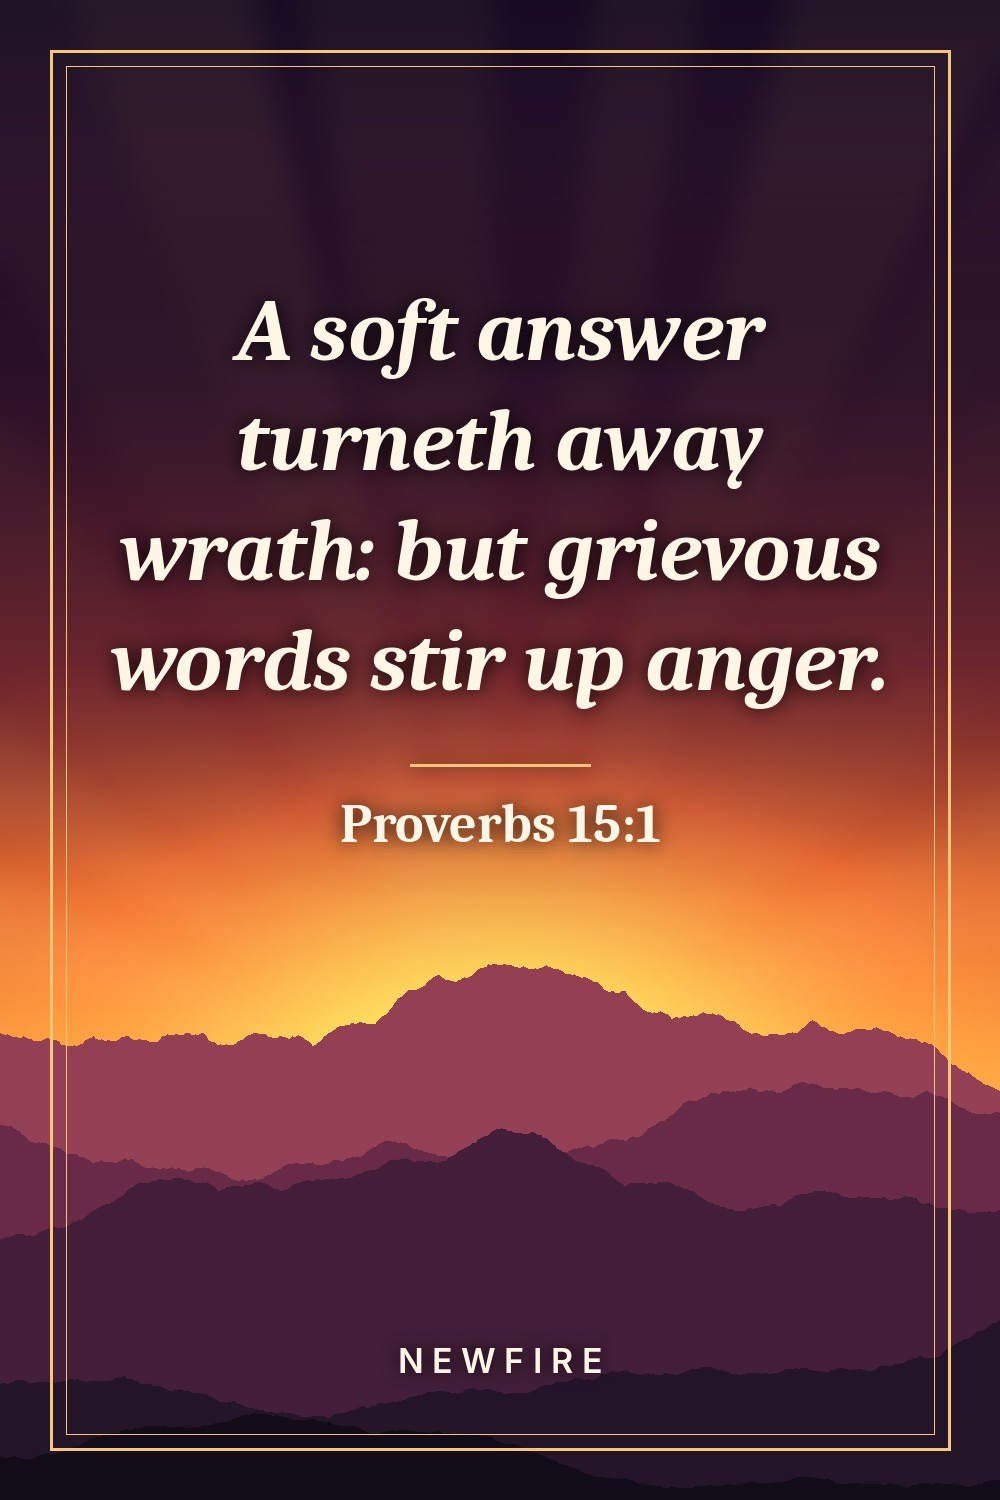 A soft answer
turneth away
wrath: but grievous
words stir up anger.
Proverbs 15:1
NEWFIRE